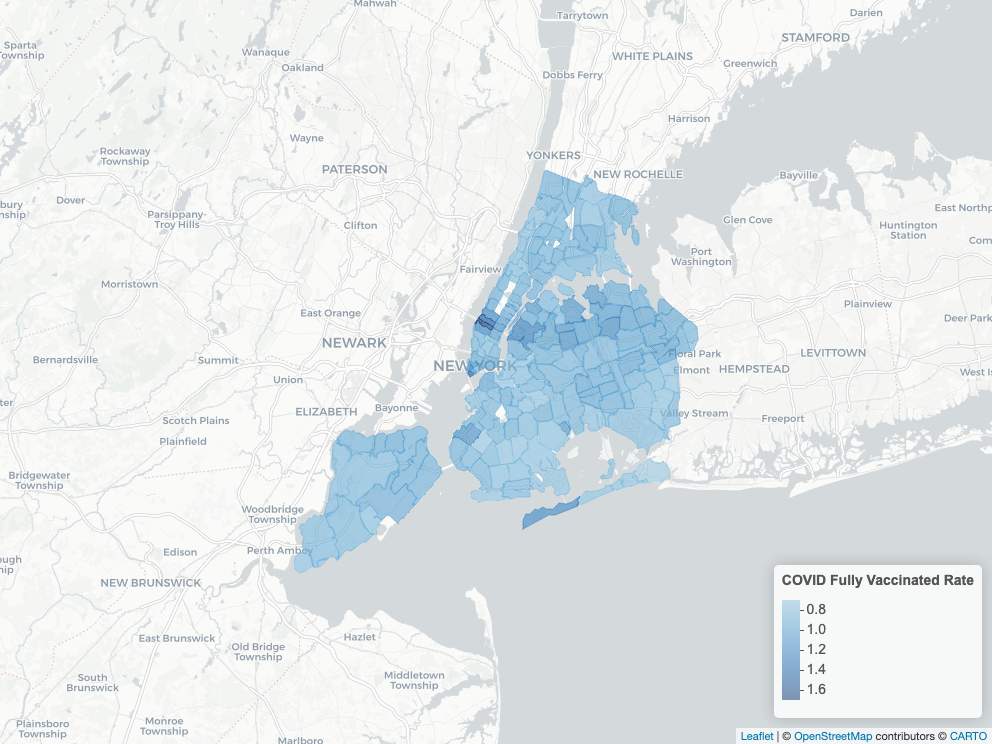 Mahwah
Tarrytown
Darien
STAMFORD
Sparta
Township
Wanaque
Oakland
WHITE PLAINS
Greenwich
Dobbs Ferry
Harrison
Wayne
Rockaway
Township
YONKERS
PATERSON
NEW ROCHELLE
Bayville
Dover
Parsippany-
Troy Hills
Clifton
Glen Cove
Huntington
Station
East Northp
Com
Port
Washington
Fairview
Morristown
Plainview
East Orange
Deer Park
NEWARK
LEVITTOWN
Bernardsville
Summit
NEW YORK
Floral Park
Elmont
HEMPSTEAD
West Is
Union
ELIZABETH
Bayonne
Valley Stream
Freeport
Scotch Plains
Plainfield
Bridgewater
Township
Woodbridge
Township
Edison
Perth Amboy
NEW BRUNSWICK
East Brunswick
Old Bridge
Township
Hazlet
South
Brunswick
Middletown
Township
Plainsboro
Township
Monroe
Township
Marlboro
COVID Fully Vaccinated Rate
0.8
1.0
1.2
1.4
1.6
Leaflet | © OpenStreetMap contributors © CARTO